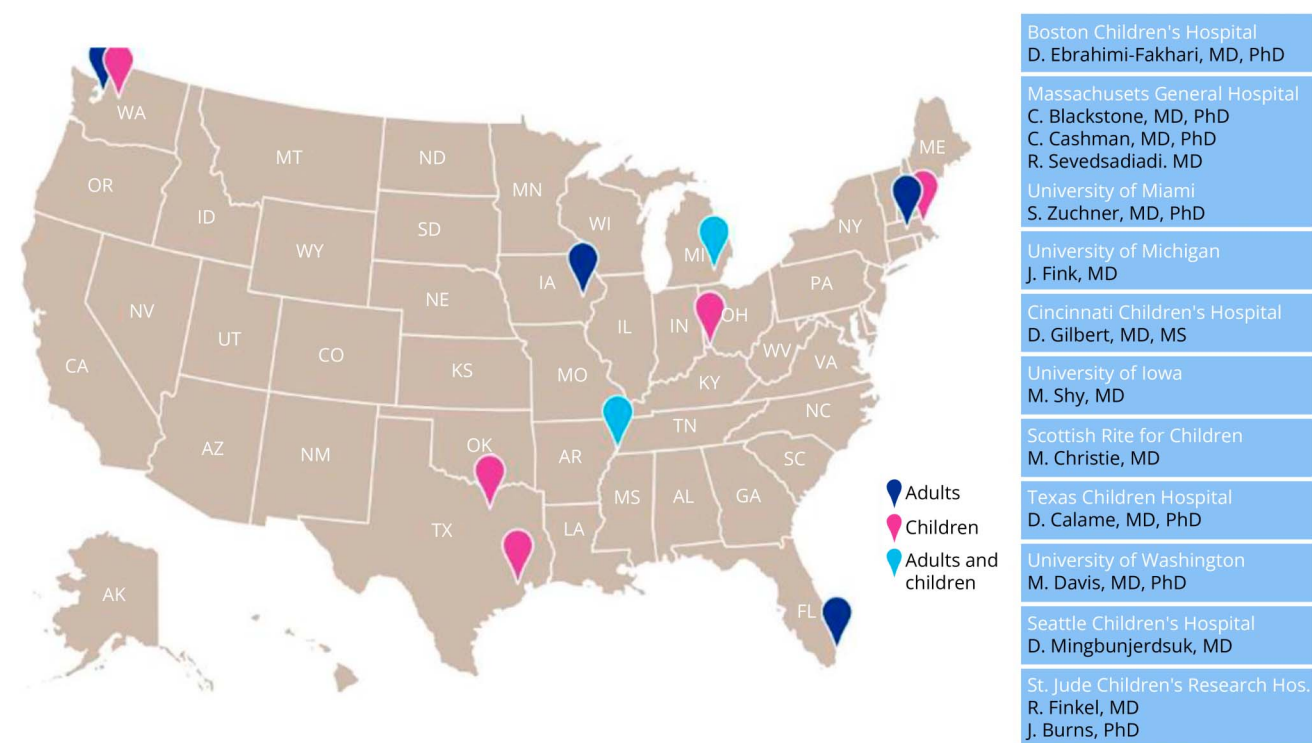 WA
OR
CA
ID
NV
MT
WY
UT
AZ
CO
NM
ND
SD
NE
KS
OK
TX
MN
IA
MO
AR
LA
WI
IL
MI
IN
OH
KY
TN
MS
AL
GA
FL
SC
NC
VA
WV
PA
NY
ME
AK
Adults
Children
Adults and
children
Boston Children's Hospital
D. Ebrahimi-Fakhari, MD, PhD
Massachusets General Hospital
C. Blackstone, MD, PhD
C. Cashman, MD, PhD
R. Sevedsadiadi. MD
University of Miami
S. Zuchner, MD, PhD
University of Michigan
J. Fink, MD
Cincinnati Children's Hospital
D. Gilbert, MD, MS
University of Iowa
M. Shy, MD
Scottish Rite for Children
M. Christie, MD
Texas Children Hospital
D. Calame, MD, PhD
University of Washington
M. Davis, MD, PhD
Seattle Children's Hospital
D. Mingbunjerdsuk, MD
St. Jude Children's Research Hos.
R. Finkel, MD
J. Burns, PhD